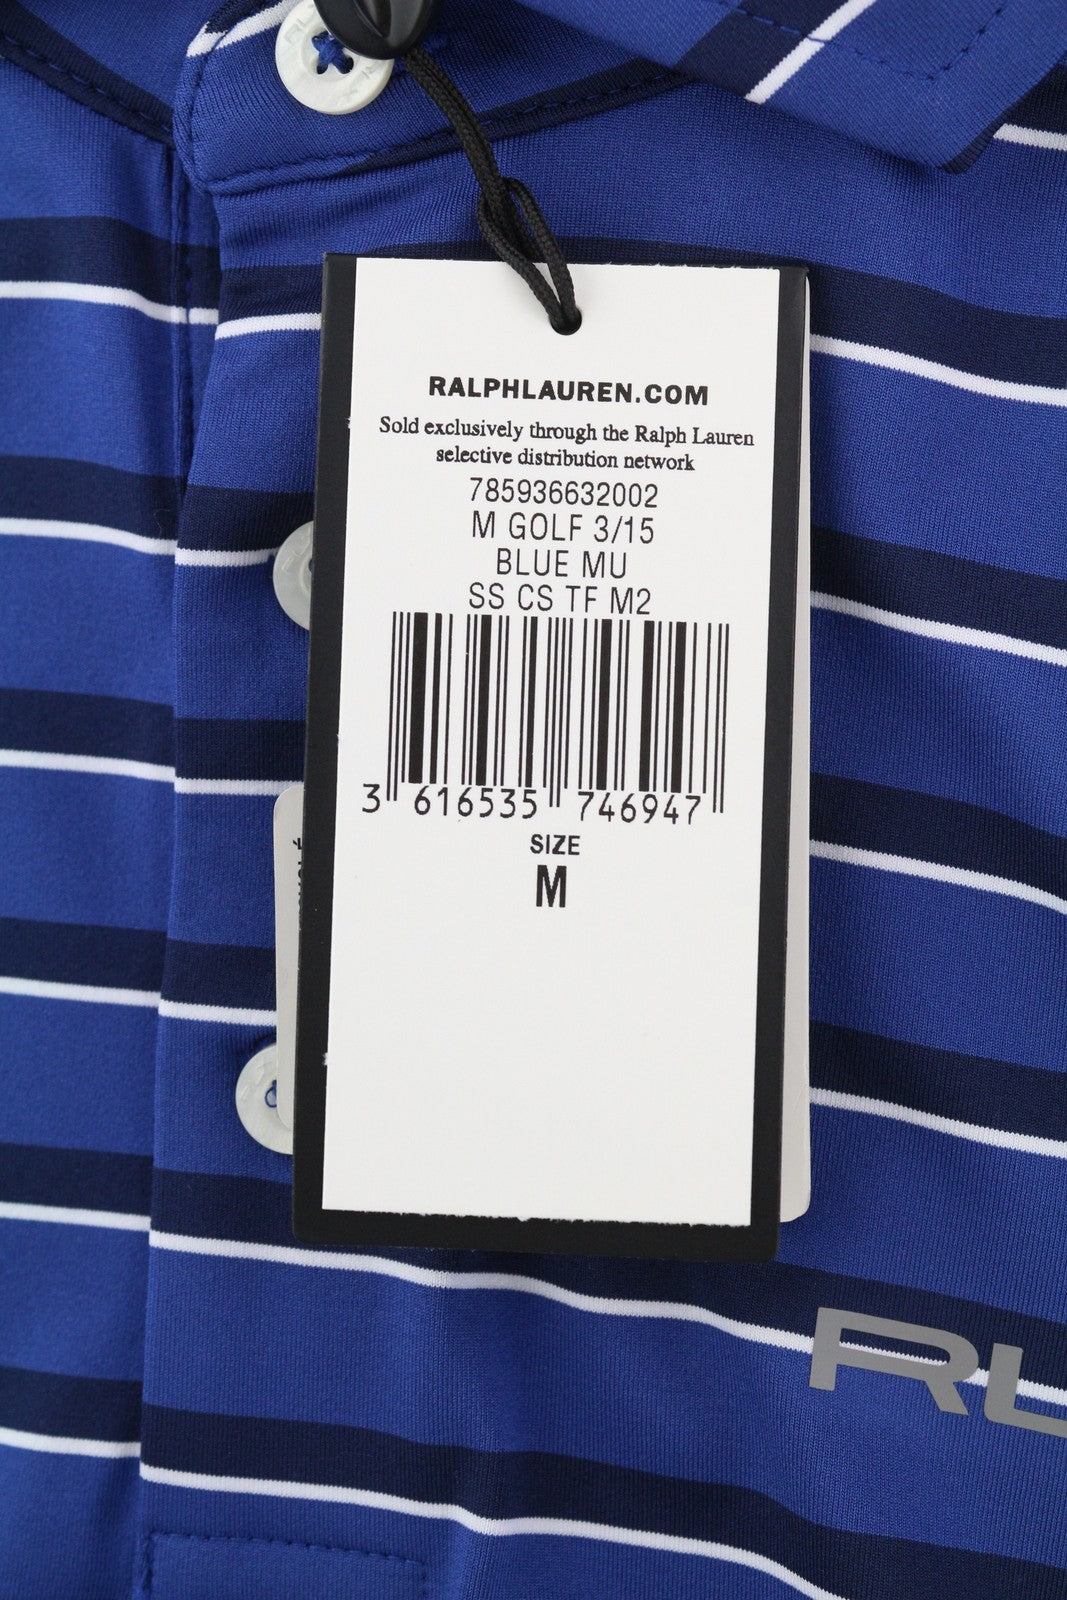 RALPHLAUREN.COM
Sold exclusively through the Ralph Lauren
selective distribution network
785936632002
M GOLF 3/15
BLUE MU
SS CS TF M2
3 616535 746947
SIZE
M
RL